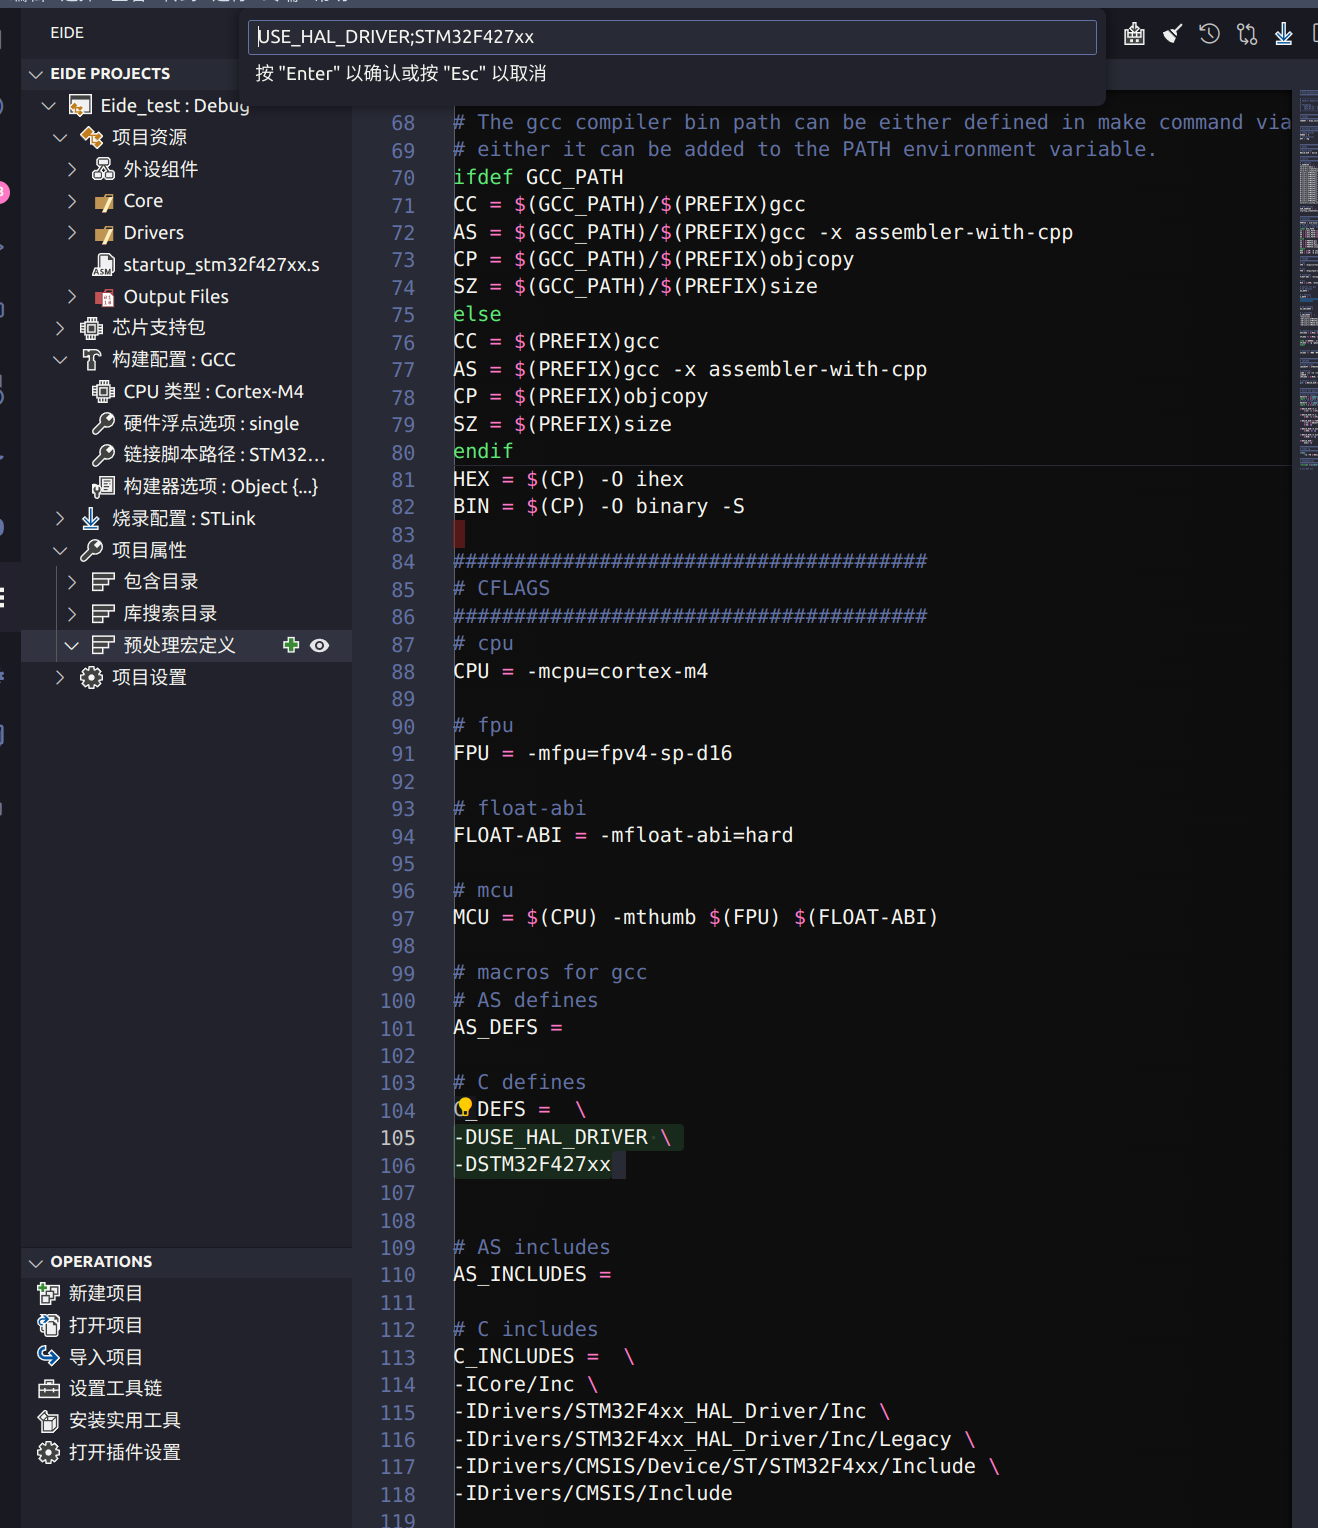 EIDE
USE_HAL_DRIVER;STM32F427xx
按 "Enter" 以确认或按 "Esc" 以取消
EIDE PROJECTS
Eide_test : Debug
项目资源
外设组件
Core
Drivers
startup_stm32f427xx.s
Output Files
芯片支持包
构建配置 : GCC
CPU 类型 : Cortex-M4
硬件浮点选项 : single
链接脚本路径 : STM32...
构建器选项 : Object {...}
烧录配置 : STLink
项目属性
包含目录
库搜索目录
预处理宏定义
项目设置
OPERATIONS
新建项目
打开项目
导入项目
设置工具链
安装实用工具
打开插件设置
68 # The gcc compiler bin path can be either defined in make command via
69 # either it can be added to the PATH environment variable.
70 ifdef GCC_PATH
71 CC = $(GCC_PATH)/$(PREFIX)gcc
72 AS = $(GCC_PATH)/$(PREFIX)gcc -x assembler-with-cpp
73 CP = $(GCC_PATH)/$(PREFIX)objcopy
74 SZ = $(GCC_PATH)/$(PREFIX)size
75 else
76 CC = $(PREFIX)gcc
77 AS = $(PREFIX)gcc -x assembler-with-cpp
78 CP = $(PREFIX)objcopy
79 SZ = $(PREFIX)size
80 endif
81 HEX = $(CP) -O ihex
82 BIN = $(CP) -O binary -S
83
84 #######################################
85 # CFLAGS
86 #######################################
87 # cpu
88 CPU = -mcpu=cortex-m4
89
90 # fpu
91 FPU = -mfpu=fpv4-sp-d16
92
93 # float-abi
94 FLOAT-ABI = -mfloat-abi=hard
95
96 # mcu
97 MCU = $(CPU) -mthumb $(FPU) $(FLOAT-ABI)
98
99 # macros for gcc
100 # AS defines
101 AS_DEFS =
102
103 # C defines
104 C_DEFS =  \
105 -DUSE_HAL_DRIVER \
106 -DSTM32F427xx
107
108
109 # AS includes
110 AS_INCLUDES =
111
112 # C includes
113 C_INCLUDES =  \
114 -ICore/Inc \
115 -IDrivers/STM32F4xx_HAL_Driver/Inc \
116 -IDrivers/STM32F4xx_HAL_Driver/Inc/Legacy \
117 -IDrivers/CMSIS/Device/ST/STM32F4xx/Include \
118 -IDrivers/CMSIS/Include
119